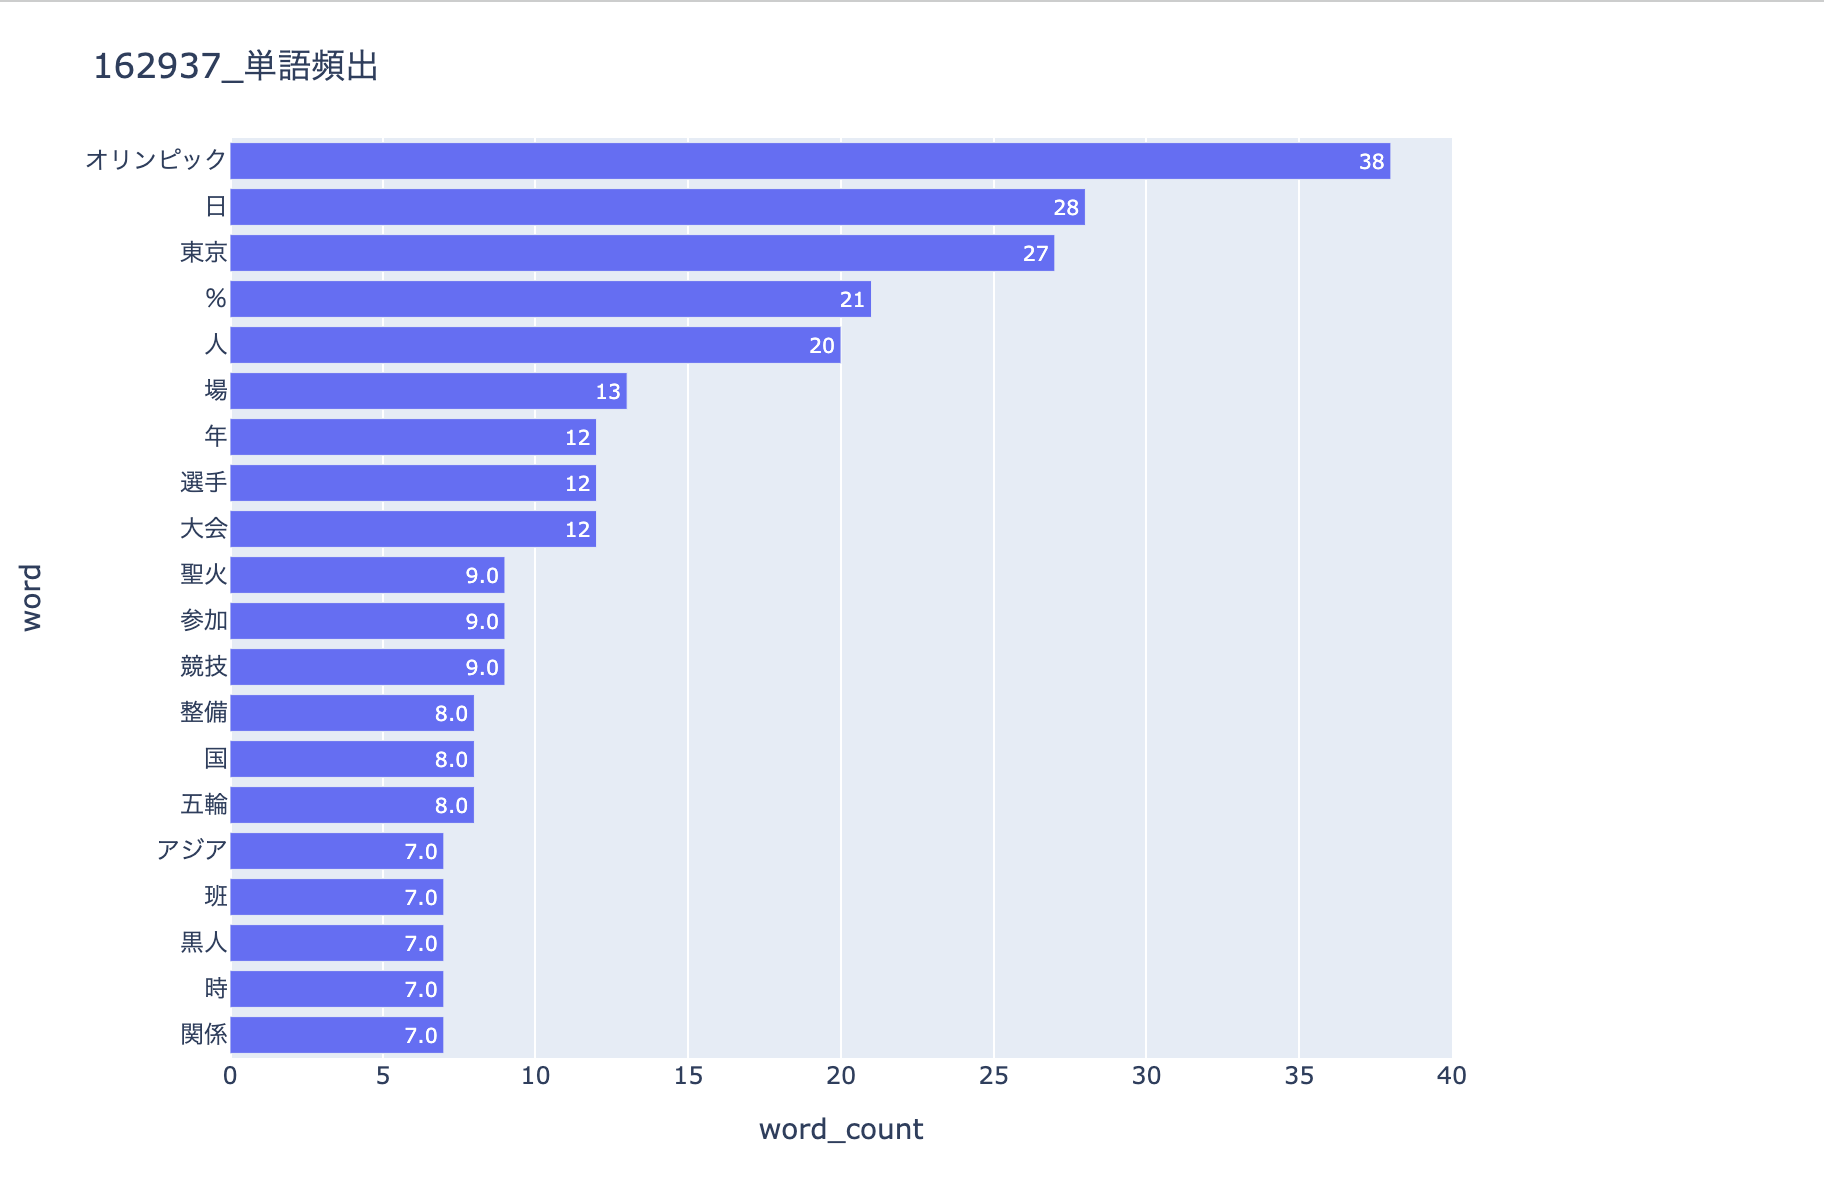 162937_単語頻出
オリンピック 38
日 28
東京 27
% 21
人 20
場 13
年 12
選手 12
大会 12
聖火 9.0
参加 9.0
競技 9.0
整備 8.0
国 8.0
五輪 8.0
アジア 7.0
班 7.0
黒人 7.0
時 7.0
関係 7.0
word
0 5 10 15 20 25 30 35 40
word_count